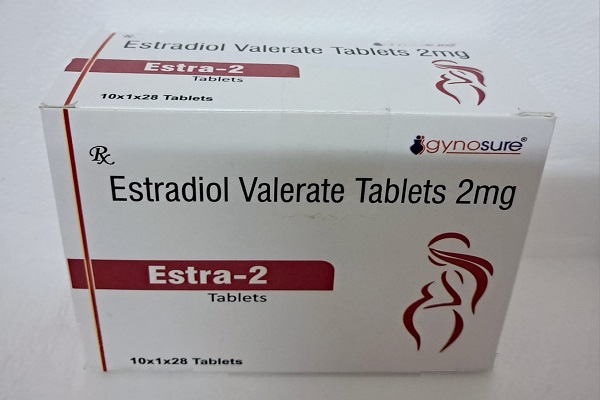 Estradiol Valerate Tablets 2mg
Estra-2
Tablets
10x1x28 Tablets
Rx
gynosure®
Estradiol Valerate Tablets 2mg
Estra-2
Tablets
10x1x28 Tablets